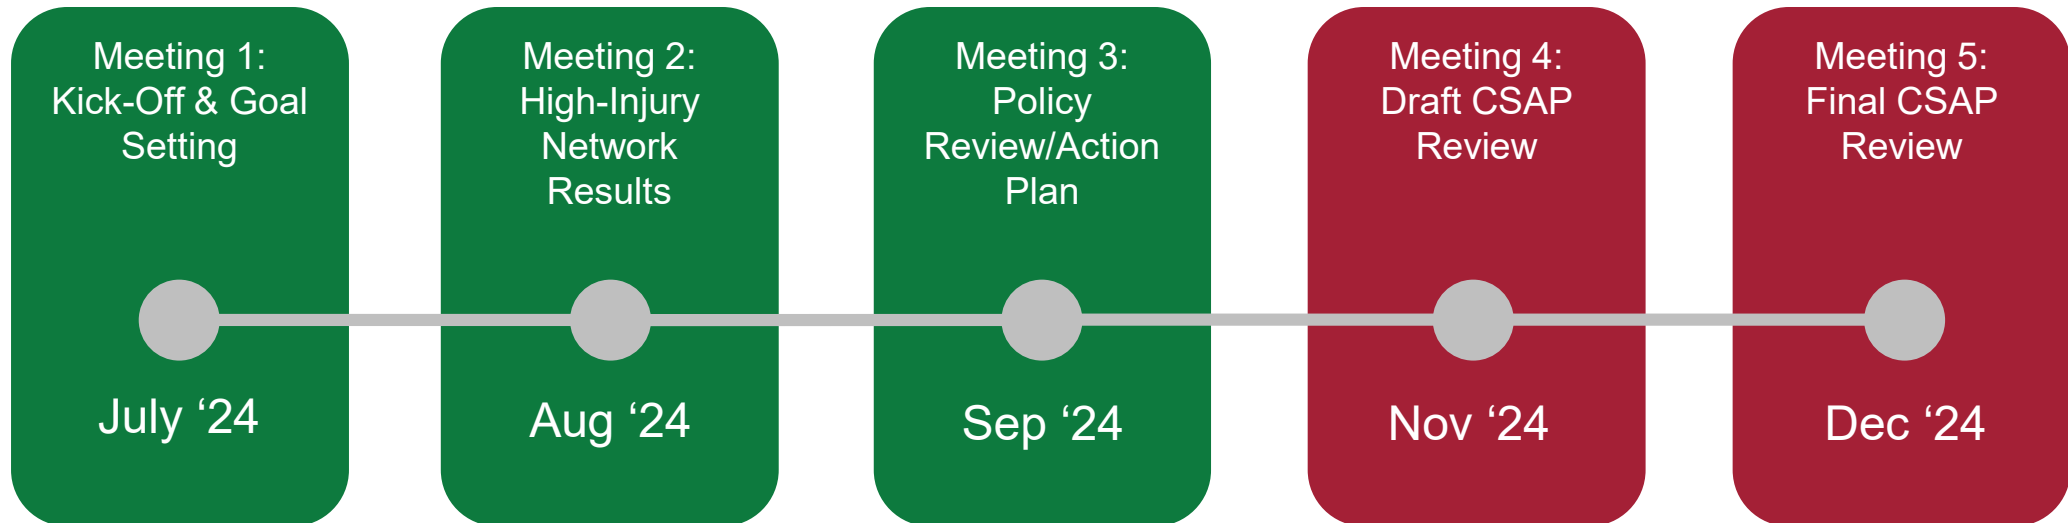 Meeting 1:
Kick-Off & Goal
Setting
July ‘24
Meeting 2:
High-Injury
Network
Results
Aug ‘24
Meeting 3:
Policy
Review/Action
Plan
Sep ‘24
Meeting 4:
Draft CSAP
Review
Nov ‘24
Meeting 5:
Final CSAP
Review
Dec ‘24